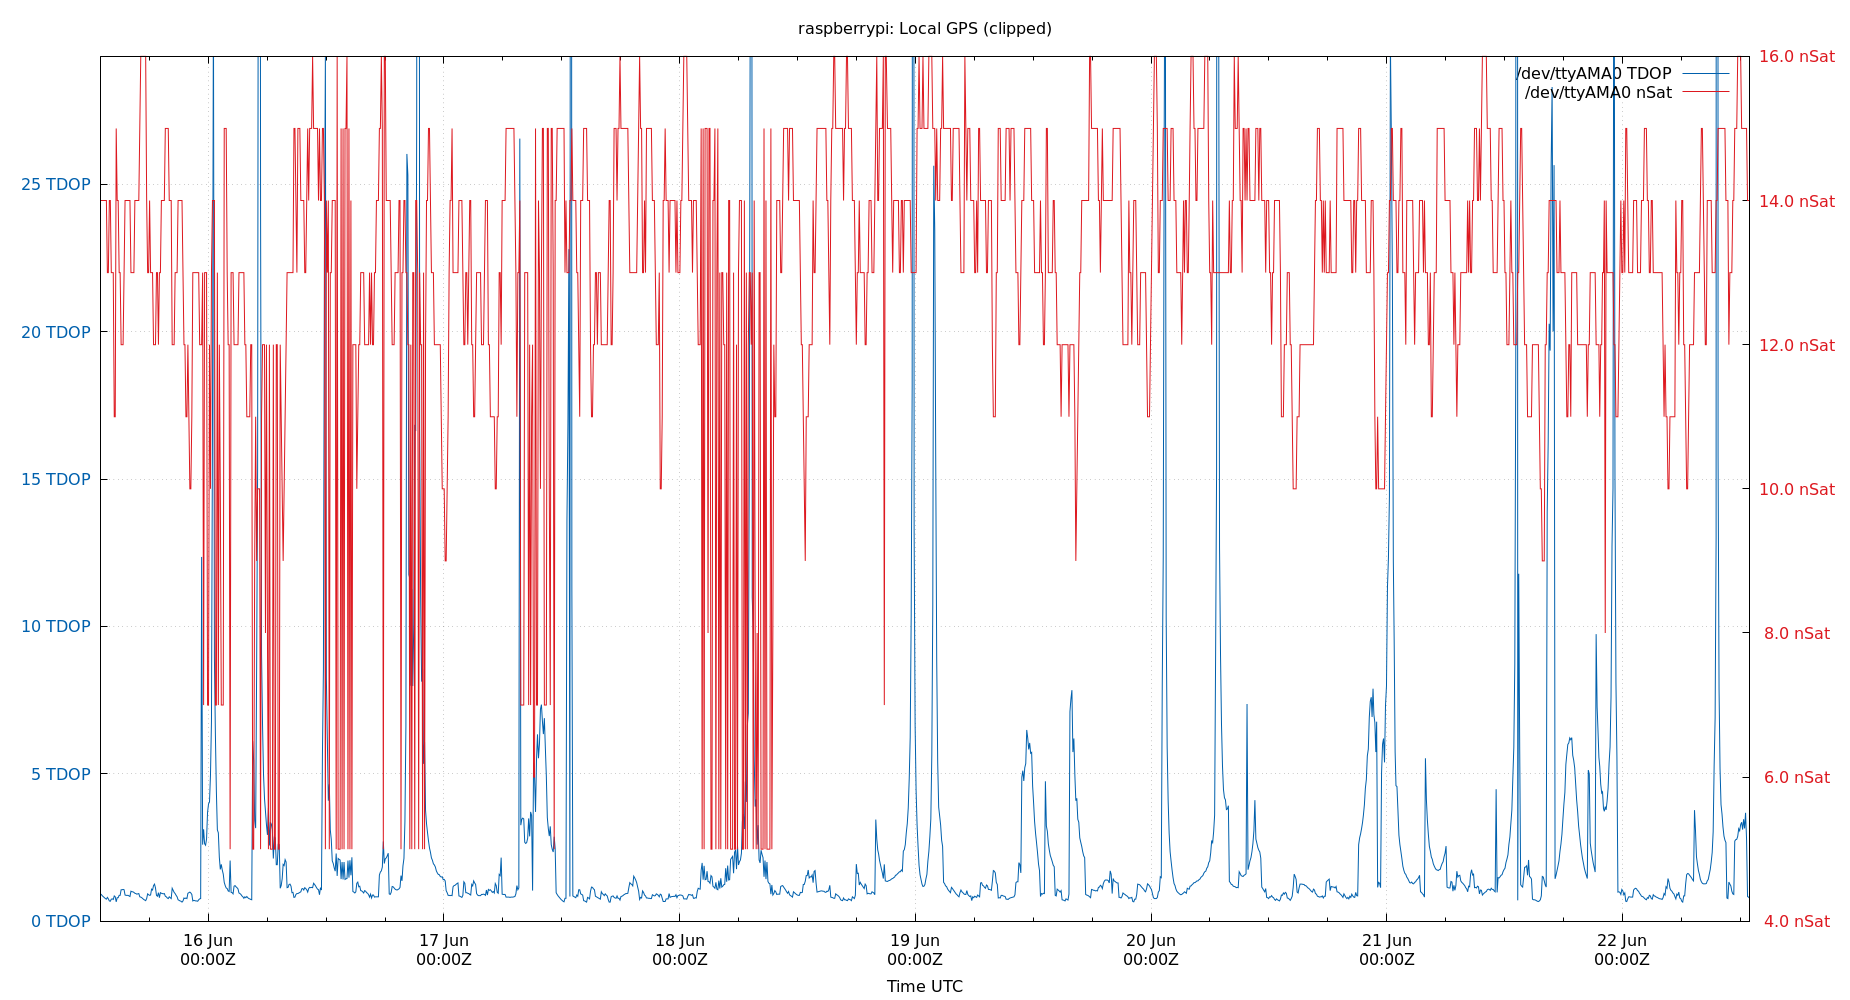 raspberrypi: Local GPS (clipped)
16.0 nSat
/dev/ttyAMA0 TDOP
/dev/ttyAMA0 nSat
25 TDOP
14.0 nSat
20 TDOP
12.0 nSat
15 TDOP
10.0 nSat
10 TDOP
8.0 nSat
5 TDOP
6.0 nSat
0 TDOP
4.0 nSat
16 Jun 17 Jun 18 Jun 19 Jun 20 Jun 21 Jun 22 Jun
00:00Z 00:00Z 00:00Z 00:00Z 00:00Z 00:00Z 00:00Z
Time UTC